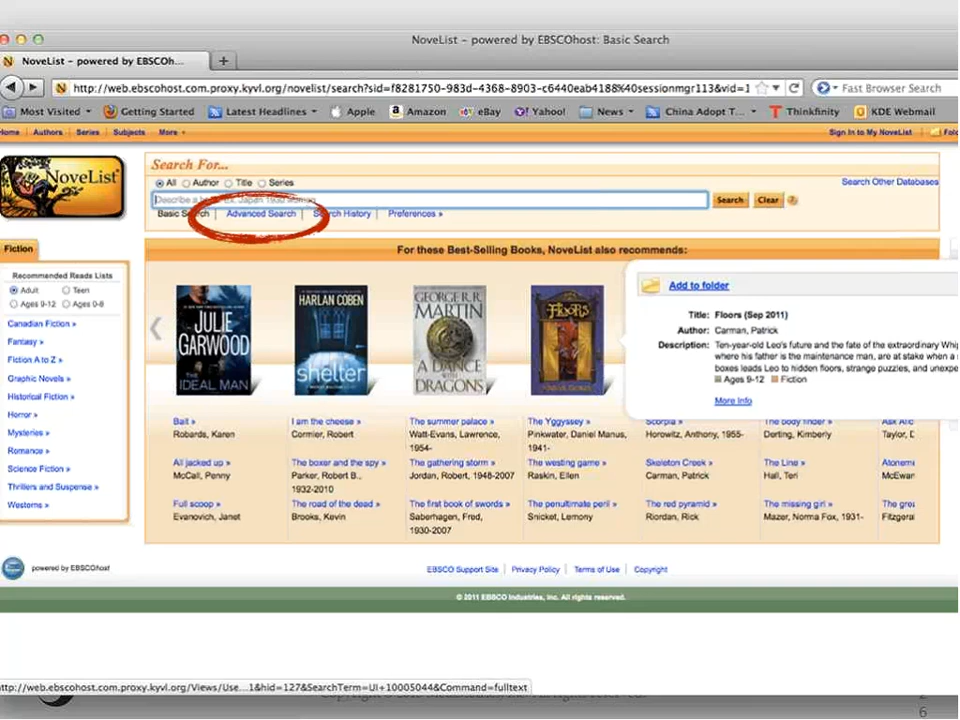 NoveList - powered by EBSCOhost: Basic Search
NoveList - powered by EBSCOh...
http://web.ebscohost.com.proxy.kyvl.org/novelist/search?sid=f8281750-983d-4368-8903-c6440eab4188%40sessionmgr113&vid=1
Fast Browser Search
Most Visited Getting Started Latest Headlines Apple Amazon eBay Yahoo! News China Adopt T... Thinkfinity KDE Webmail
Home Authors Series Subjects More
Sign In to My NoveList
NoveList
Search For...
All Author Title Series
Search Other Databases
Search Clear
Basic Search Advanced Search Search History Preferences »
Fiction
Recommended Reads Lists
Adult Teen
Ages 9-12 Ages 0-8
Canadian Fiction »
Fantasy »
Fiction A to Z »
Graphic Novels »
Historical Fiction »
Horror »
Mysteries »
Romance »
Science Fiction »
Thrillers and Suspense »
Westerns »
For these Best-Selling Books, NoveList also recommends:
JULIE
GARWOOD
THE
IDEAL MAN
HARLAN COBEN
shelter
GEORGE R.R.
MARTIN
A DANCE
WITH
DRAGONS
FLOORS
Add to folder
Title: Floors (Sep 2011)
Author: Carman, Patrick
Description: Ten-year-old Leo's future and the fate of the extraordinary
where his father is the maintenance man, are at stake when a
boxes leads Leo to hidden floors, strange puzzles, and
Ages 9-12 Fiction
More Info
Bait »
Robards, Karen
All jacked up »
McCall, Penny
Full scoop »
Evanovich, Janet
I am the cheese »
Cormier, Robert
The boxer and the spy »
Parker, Robert B.,
1932-2010
The road of the dead »
Brooks, Kevin
The summer palace »
Watt-Evans, Lawrence,
1954-
The gathering storm »
Jordan, Robert, 1948-2007
The first book of swords »
Saberhagen, Fred,
1930-2007
The Yggyssey »
Pinkwater, Daniel Manus,
1941-
The westing game »
Raskin, Ellen
The penultimate peril »
Snicket, Lemony
Scorpia »
Horowitz, Anthony, 1955-
Skeleton Creek »
Carman, Patrick
The red pyramid »
Riordan, Rick
The body finder »
Derting, Kimberly
The Line »
Hall, Teri
The missing girl »
Mazer, Norma Fox, 1931-
Taylor,
powered by EBSCOhost
EBSCO Support Site Privacy Policy Terms of Use Copyright
© 2011 EBSCO Industries, Inc. All rights reserved.
http://web.ebscohost.com.proxy.kyvl.org/Views/Use...1&hid=127&SearchTerm=UI+10005044&Command=fulltext
2
6